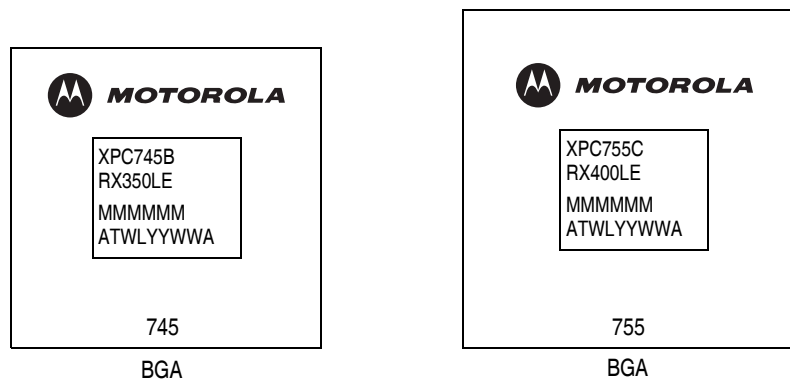 MOTOROLA
XPC745B
RX350LE
MMMMMM
ATWLYYWWA
745
BGA
MOTOROLA
XPC755C
RX400LE
MMMMMM
ATWLYYWWA
755
BGA